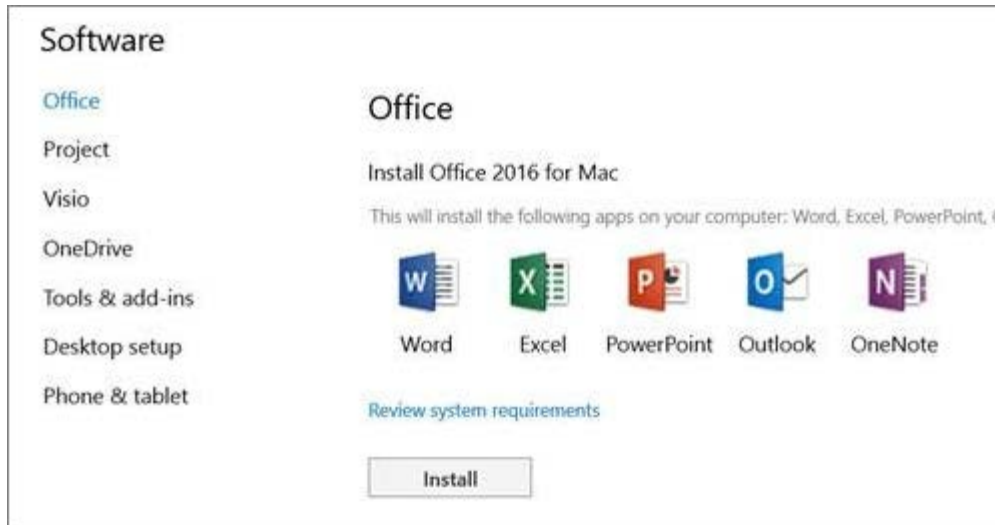 Software
Office
Project
Visio
OneDrive
Tools & add-ins
Desktop setup
Phone & tablet
Office
Install Office 2016 for Mac
This will install the following apps on your computer: Word, Excel, PowerPoint,
W X P O N
Word Excel PowerPoint Outlook OneNote
Review system requirements
Install